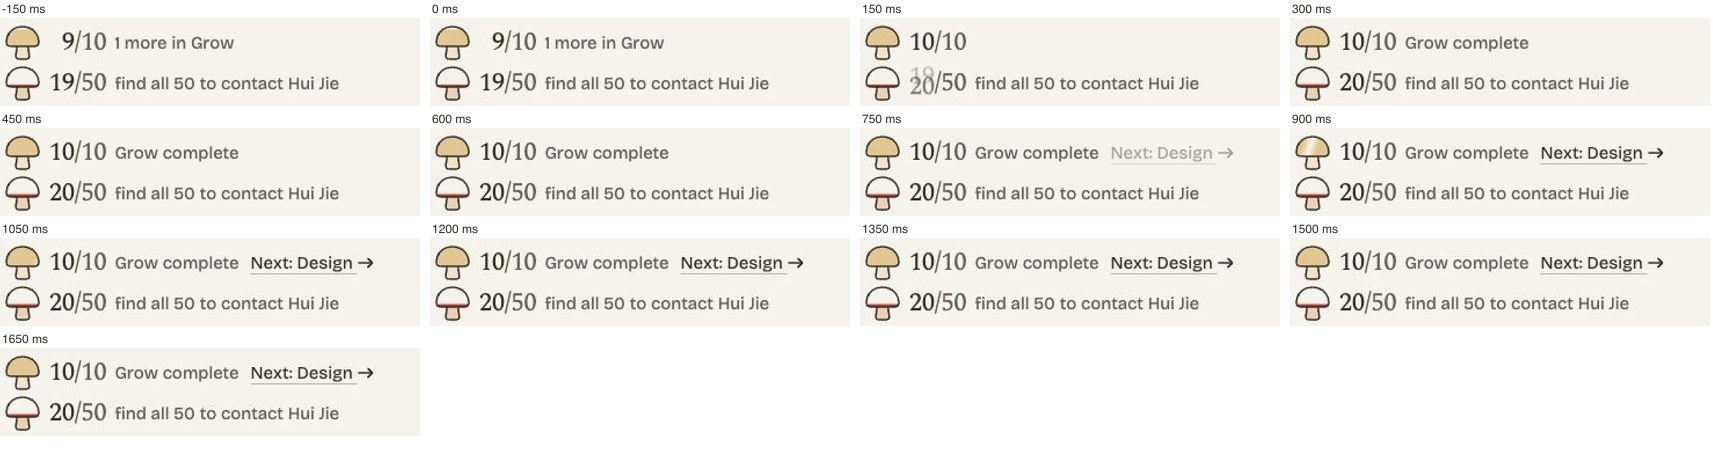 -150 ms
9/10 1 more in Grow
19/50 find all 50 to contact Hui Jie
0 ms
9/10 1 more in Grow
19/50 find all 50 to contact Hui Jie
150 ms
10/10
19
20/50 find all 50 to contact Hui Jie
300 ms
10/10 Grow complete
20/50 find all 50 to contact Hui Jie
450 ms
10/10 Grow complete
20/50 find all 50 to contact Hui Jie
600 ms
10/10 Grow complete
20/50 find all 50 to contact Hui Jie
750 ms
10/10 Grow complete Next: Design →
20/50 find all 50 to contact Hui Jie
900 ms
10/10 Grow complete Next: Design →
20/50 find all 50 to contact Hui Jie
1050 ms
10/10 Grow complete Next: Design →
20/50 find all 50 to contact Hui Jie
1200 ms
10/10 Grow complete Next: Design →
20/50 find all 50 to contact Hui Jie
1350 ms
10/10 Grow complete Next: Design →
20/50 find all 50 to contact Hui Jie
1500 ms
10/10 Grow complete Next: Design →
20/50 find all 50 to contact Hui Jie
1650 ms
10/10 Grow complete Next: Design →
20/50 find all 50 to contact Hui Jie